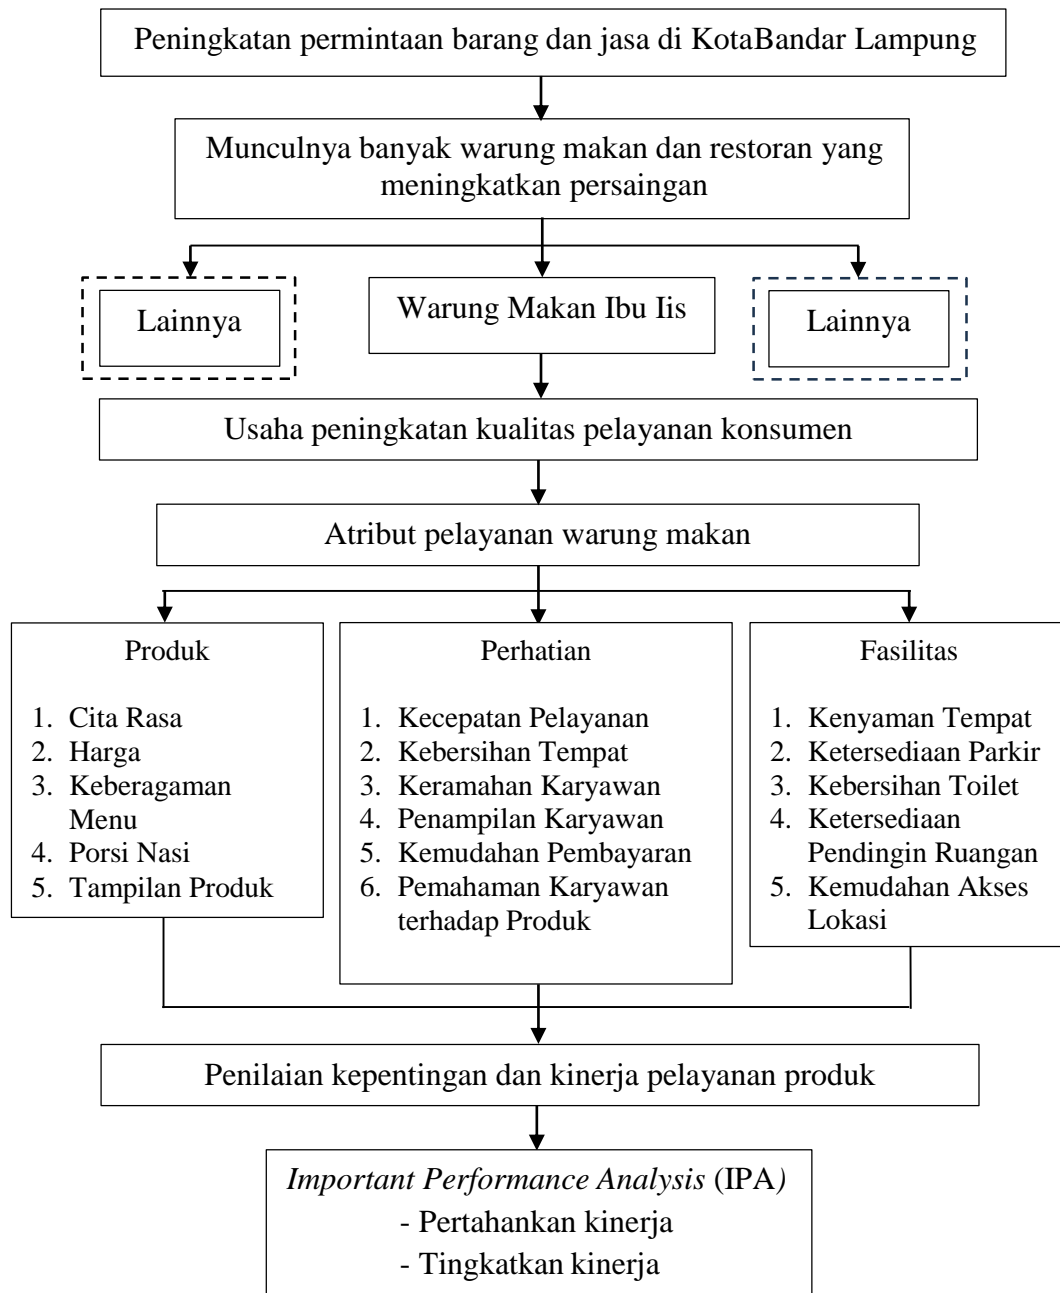 Peningkatan permintaan barang dan jasa di KotaBandar Lampung
Munculnya banyak warung makan dan restoran yang
meningkatkan persaingan
Lainnya
Warung Makan Ibu Iis
Lainnya
Usaha peningkatan kualitas pelayanan konsumen
Atribut pelayanan warung makan
Produk
1. Cita Rasa
2. Harga
3. Keberagaman
Menu
4. Porsi Nasi
5. Tampilan Produk
Perhatian
1. Kecepatan Pelayanan
2. Kebersihan Tempat
3. Keramahan Karyawan
4. Penampilan Karyawan
5. Kemudahan Pembayaran
6. Pemahaman Karyawan
terhadap Produk
Fasilitas
1. Kenyaman Tempat
2. Ketersediaan Parkir
3. Kebersihan Toilet
4. Ketersediaan
Pendingin Ruangan
5. Kemudahan Akses
Lokasi
Penilaian kepentingan dan kinerja pelayanan produk
Important Performance Analysis (IPA)
- Pertahankan kinerja
- Tingkatkan kinerja